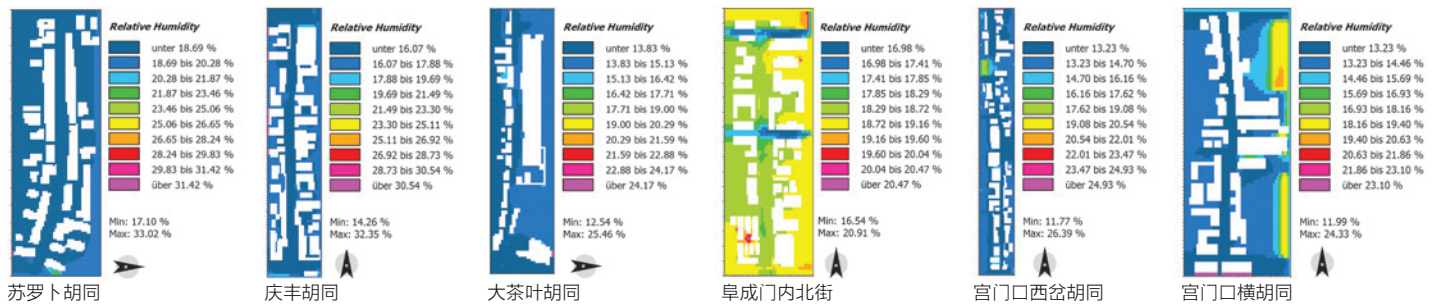 Relative Humidity
unter 18.69 %
18.69 bis 20.28 %
20.28 bis 21.87 %
21.87 bis 23.46 %
23.46 bis 25.06 %
25.06 bis 26.65 %
26.65 bis 28.24 %
28.24 bis 29.83 %
29.83 bis 31.42 %
über 31.42 %
Min: 17.10 %
Max: 33.02 %
苏罗卜胡同
Relative Humidity
unter 16.07 %
16.07 bis 17.88 %
17.88 bis 19.69 %
19.69 bis 21.49 %
21.49 bis 23.30 %
23.30 bis 25.11 %
25.11 bis 26.92 %
26.92 bis 28.73 %
28.73 bis 30.54 %
über 30.54 %
Min: 14.26 %
Max: 32.35 %
庆丰胡同
Relative Humidity
unter 13.83 %
13.83 bis 15.13 %
15.13 bis 16.42 %
16.42 bis 17.71 %
17.71 bis 19.00 %
19.00 bis 20.29 %
20.29 bis 21.59 %
21.59 bis 22.88 %
22.88 bis 24.17 %
über 24.17 %
Min: 12.54 %
Max: 25.46 %
大茶叶胡同
Relative Humidity
unter 16.98 %
16.98 bis 17.41 %
17.41 bis 17.85 %
17.85 bis 18.29 %
18.29 bis 18.72 %
18.72 bis 19.16 %
19.16 bis 19.60 %
19.60 bis 20.04 %
20.04 bis 20.47 %
über 20.47 %
Min: 16.54 %
Max: 20.91 %
阜成门内北街
Relative Humidity
unter 13.23 %
13.23 bis 14.70 %
14.70 bis 16.16 %
16.16 bis 17.62 %
17.62 bis 19.08 %
19.08 bis 20.54 %
20.54 bis 22.01 %
22.01 bis 23.47 %
23.47 bis 24.93 %
über 24.93 %
Min: 11.77 %
Max: 26.39 %
宫门口西岔胡同
Relative Humidity
unter 13.23 %
13.23 bis 14.46 %
14.46 bis 15.69 %
15.69 bis 16.93 %
16.93 bis 18.16 %
18.16 bis 19.40 %
19.40 bis 20.63 %
20.63 bis 21.86 %
21.86 bis 23.10 %
über 23.10 %
Min: 11.99 %
Max: 24.33 %
宫门口横胡同